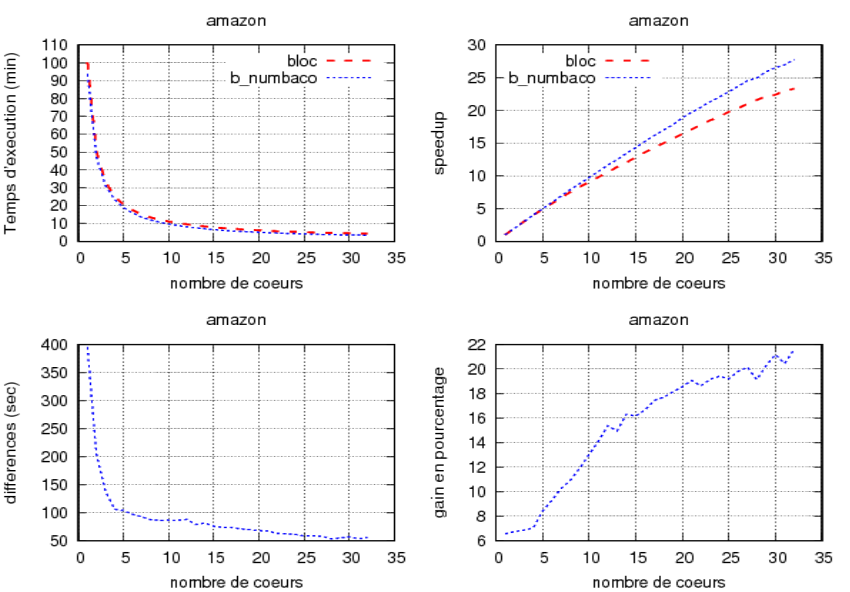 amazon
Temps d'execution (min)
110
100
90
80
70
60
50
40
30
20
10
0
bloc
b_numbaco
0 5 10 15 20 25 30 35
nombre de coeurs
amazon
speedup
30
25
20
15
10
5
0
bloc
b_numbaco
0 5 10 15 20 25 30 35
nombre de coeurs
amazon
differences (sec)
400
350
300
250
200
150
100
50
0 5 10 15 20 25 30 35
nombre de coeurs
amazon
gain en pourcentage
22
20
18
16
14
12
10
8
6
0 5 10 15 20 25 30 35
nombre de coeurs